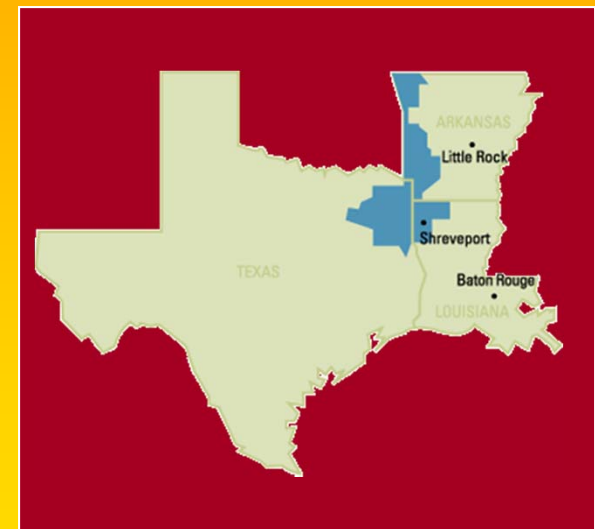 ARKANSAS
Little Rock
Shreveport
TEXAS
Baton Rouge
LOUISIANA